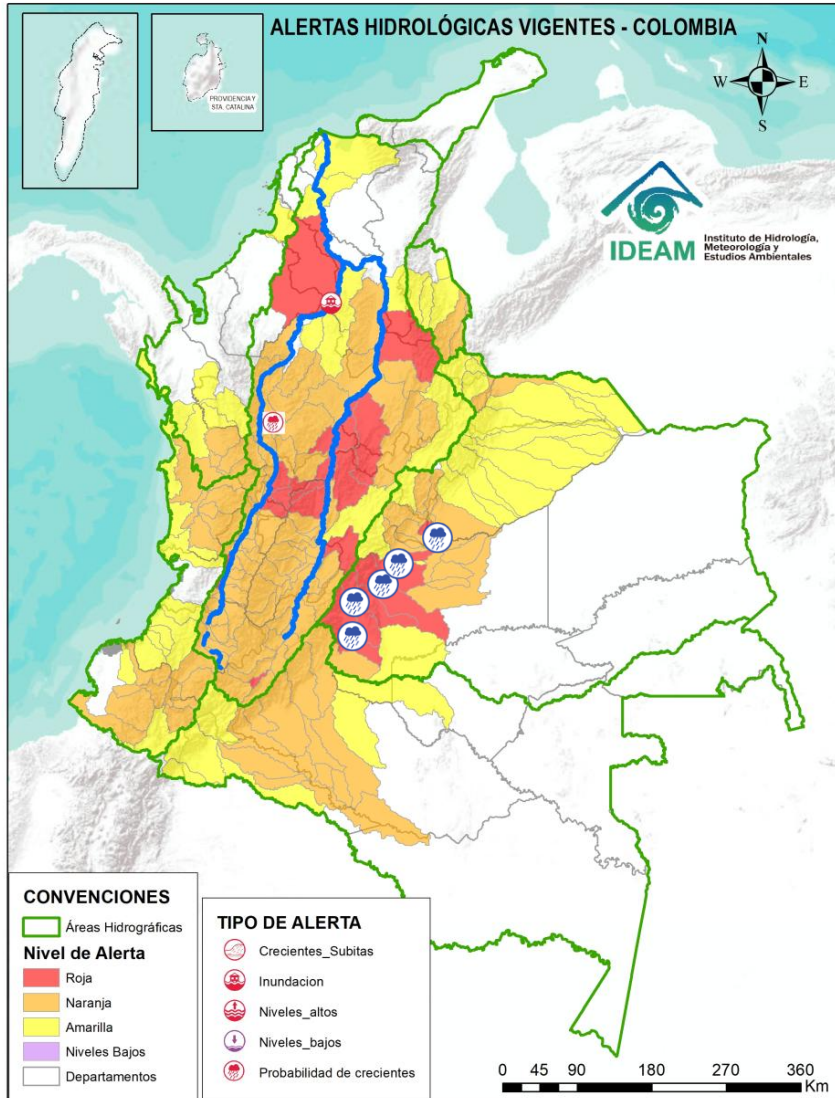 ALERTAS HIDROLÓGICAS VIGENTES - COLOMBIA
PROVIDENCIA Y
STA. CATALINA
N
W
E
S
IDEAM
Instituto de Hidrología,
Meteorología y
Estudios Ambientales
CONVENCIONES
Áreas Hidrográficas
Nivel de Alerta
Roja
Naranja
Amarilla
Niveles Bajos
Departamentos
TIPO DE ALERTA
Crecientes_Subitas
Inundacion
Niveles_altos
Niveles_bajos
Probabilidad de crecientes
0 45 90 180 270 360
Km